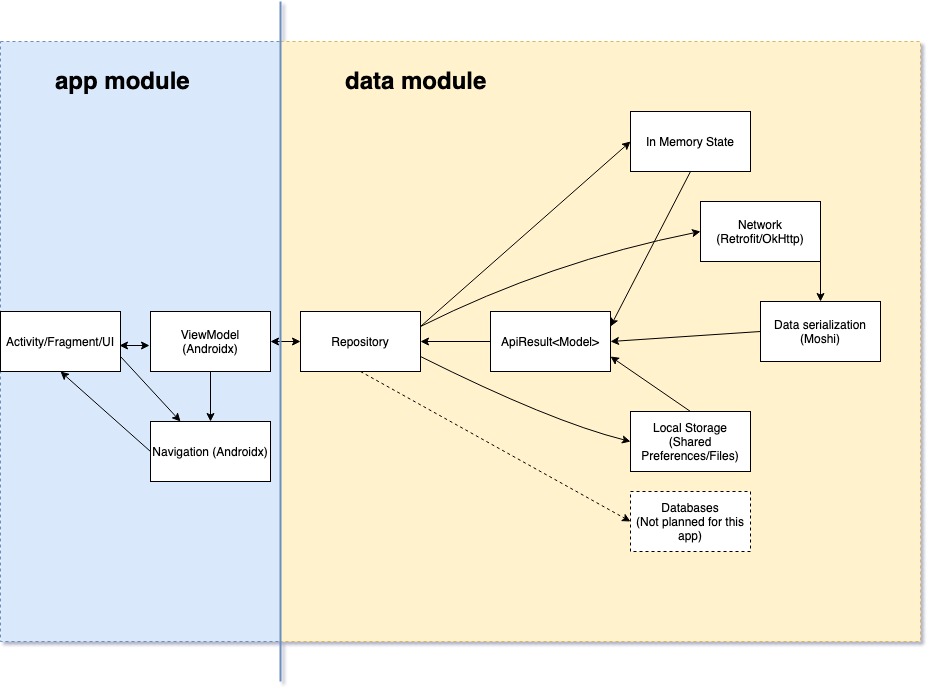 app module
data module
In Memory State
Network
(Retrofit/OkHttp)
Activity/Fragment/UI
ViewModel
(Androidx)
Repository
ApiResult<Model>
Data serialization
(Moshi)
Navigation (Androidx)
Local Storage
(Shared
Preferences/Files)
Databases
(Not planned for this
app)